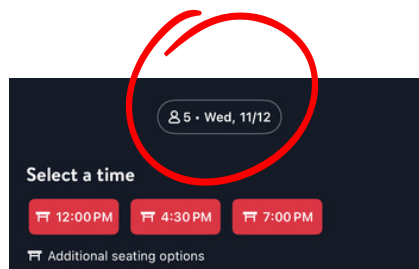 5 • Wed, 11/12
Select a time
12:00 PM 4:30 PM 7:00 PM
Additional seating options